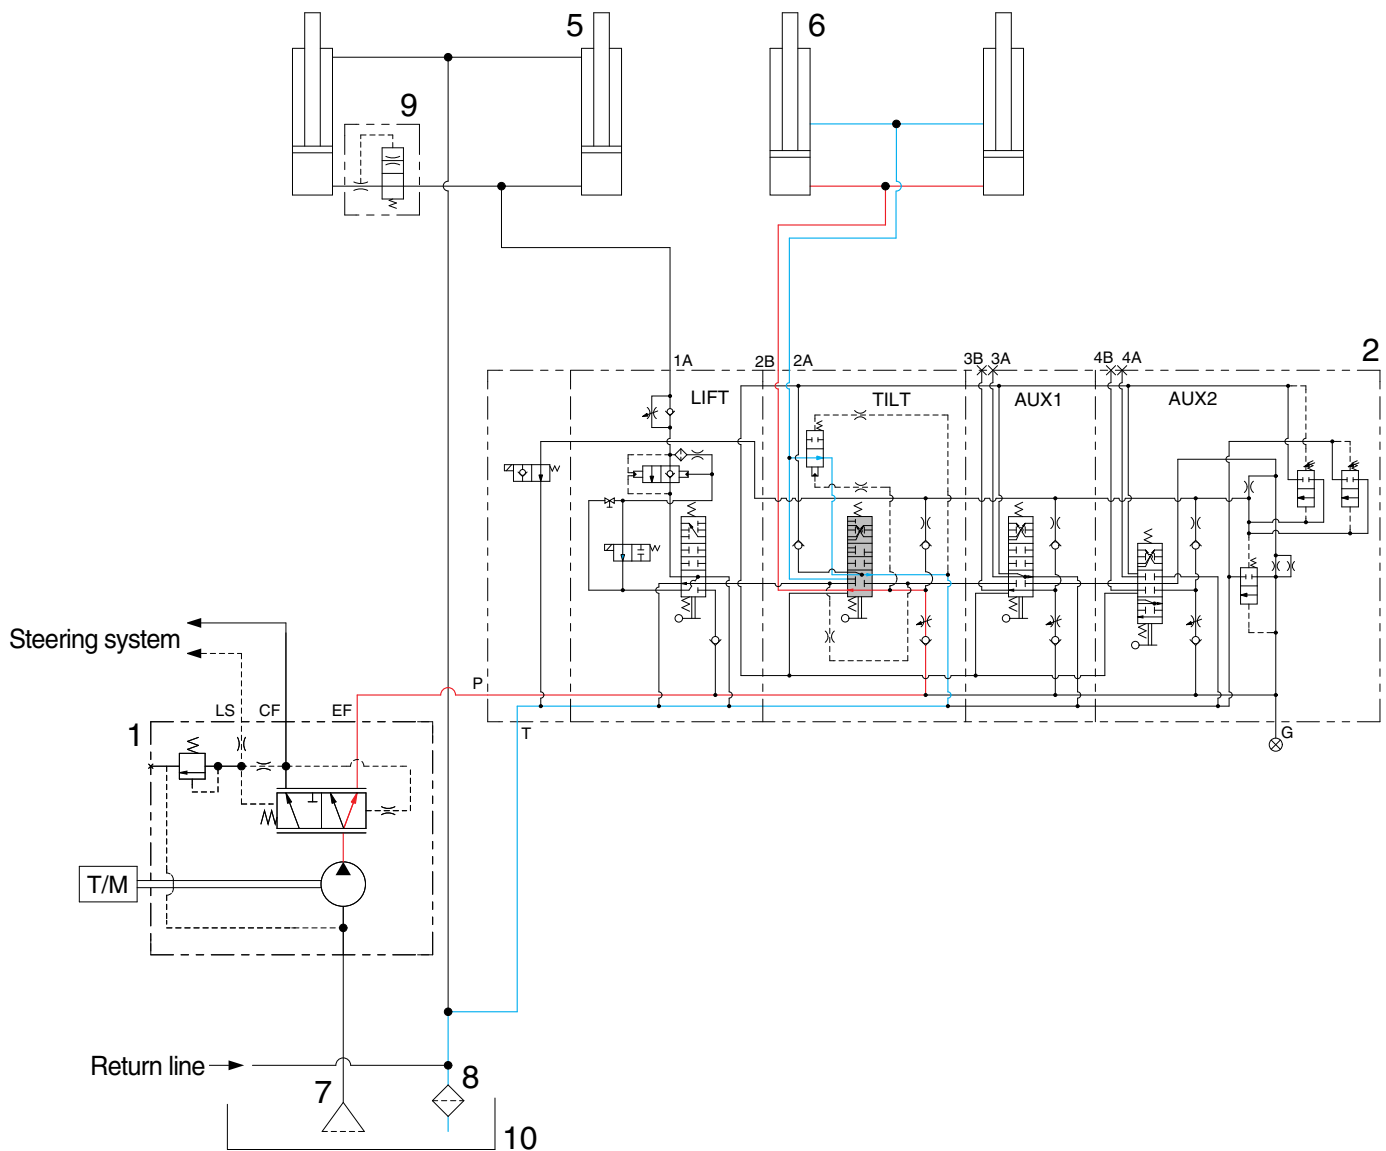 5
6
9
1A
2B
2A
3B
3A
4B
4A
2
LIFT
TILT
AUX1
AUX2
Steering system
P
LS
CF
EF
T
G
1
T/M
Return line
7
8
10